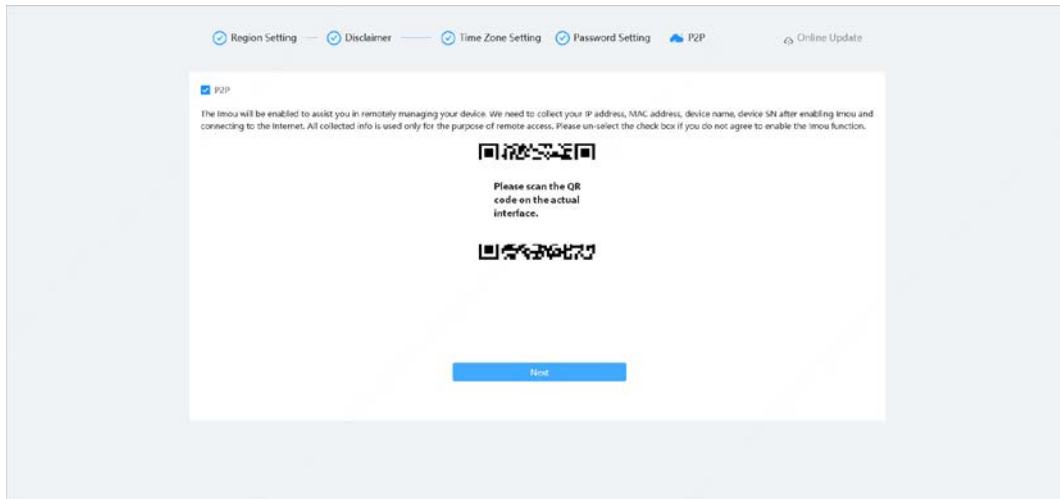 Region Setting Disclaimer Time Zone Setting Password Setting P2P Online Update
P2P
The Imou will be enabled to assist you in remotely managing your device. We need to collect your IP address, MAC address, device name, device SN after enabling Imou and
connecting to the Internet. All collected info is used only for the purpose of remote access. Please un-select the check box if you do not agree to enable the Imou function.
Please scan the QR
code on the actual
interface.
Next